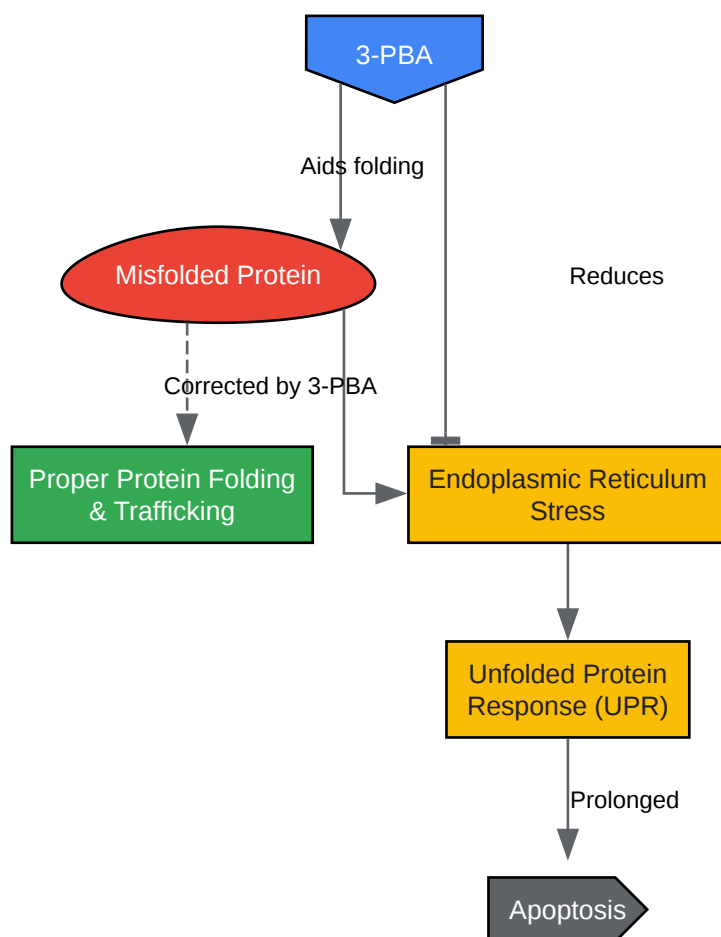 3-PBA
Aids folding
Misfolded Protein
Reduces
Corrected by 3-PBA
Proper Protein Folding
& Trafficking
Endoplasmic Reticulum
Stress
Unfolded Protein
Response (UPR)
Prolonged
Apoptosis